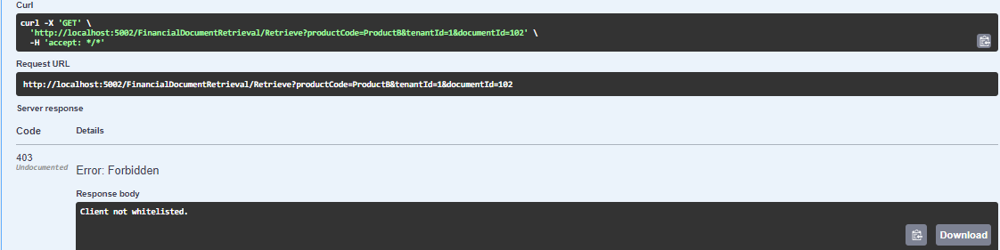 Curl
curl -X 'GET' \
'http://localhost:5002/FinancialDocumentRetrieval/Retrieve?productCode=ProductB&tenantId=1&documentId=102' \
-H 'accept: */*'
Request URL
http://localhost:5002/FinancialDocumentRetrieval/Retrieve?productCode=ProductB&tenantId=1&documentId=102
Server response
Code Details
403
Undocumented
Error: Forbidden
Response body
Client not whitelisted.
Download